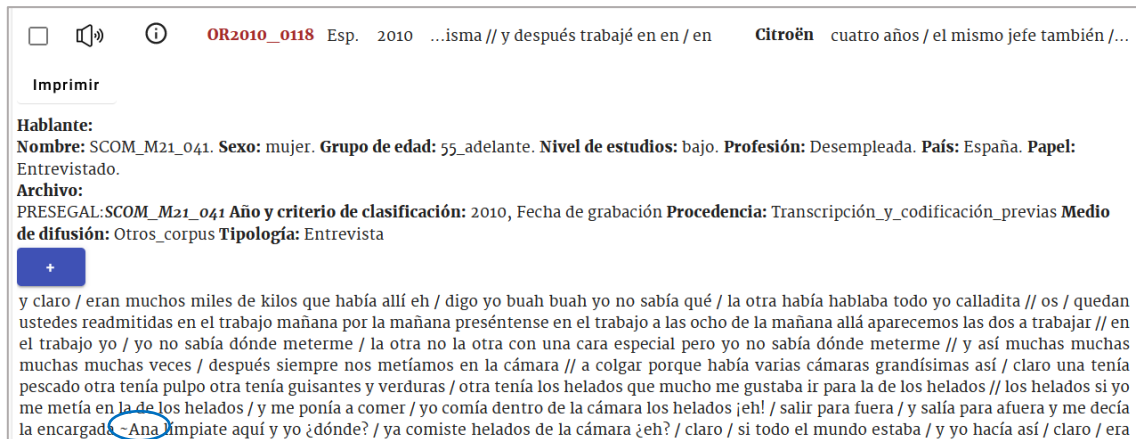 OR2010_0118 Esp. 2010 ...isma // y después trabajé en en / en Citroën cuatro años / el mismo jefe también /...
Imprimir
Hablante:
Nombre: SCOM_M21_041. Sexo: mujer. Grupo de edad: 55_adelante. Nivel de estudios: bajo. Profesión: Desempleada. País: España. Papel:
Entrevistado.
Archivo:
PRESEGAL:SCOM_M21_041 Año y criterio de clasificación: 2010, Fecha de grabación Procedencia: Transcripción_y_codificación_previas Medio
de difusión: Otros_corpus Tipología: Entrevista
+
y claro / eran muchos miles de kilos que había allí eh / digo yo buah buah yo no sabía qué / la otra había hablaba todo yo calladita // os / quedan
ustedes readmitidas en el trabajo mañana por la mañana preséntense en el trabajo a las ocho de la mañana allá aparecemos las dos a trabajar // en
el trabajo yo / yo no sabía dónde meterme / la otra no la otra con una cara especial pero yo no sabía dónde meterme // y así muchas muchas
muchas muchas veces / después siempre nos metíamos en la cámara // a colgar porque había varias cámaras grandísimas así / claro una tenía
pescado otra tenía pulpo otra tenía guisantes y verduras / otra tenía los helados que mucho me gustaba ir para la de los helados // los helados si yo
me metía en la de los helados / y me ponía a comer / yo comía dentro de la cámara los helados ¡eh! / salir para fuera / y salía para afuera y me decía
la encargada ~Ana límpiate aquí y yo ¿dónde? / ya comiste helados de la cámara ¿eh? / claro / si todo el mundo estaba / y yo hacía así / claro / era